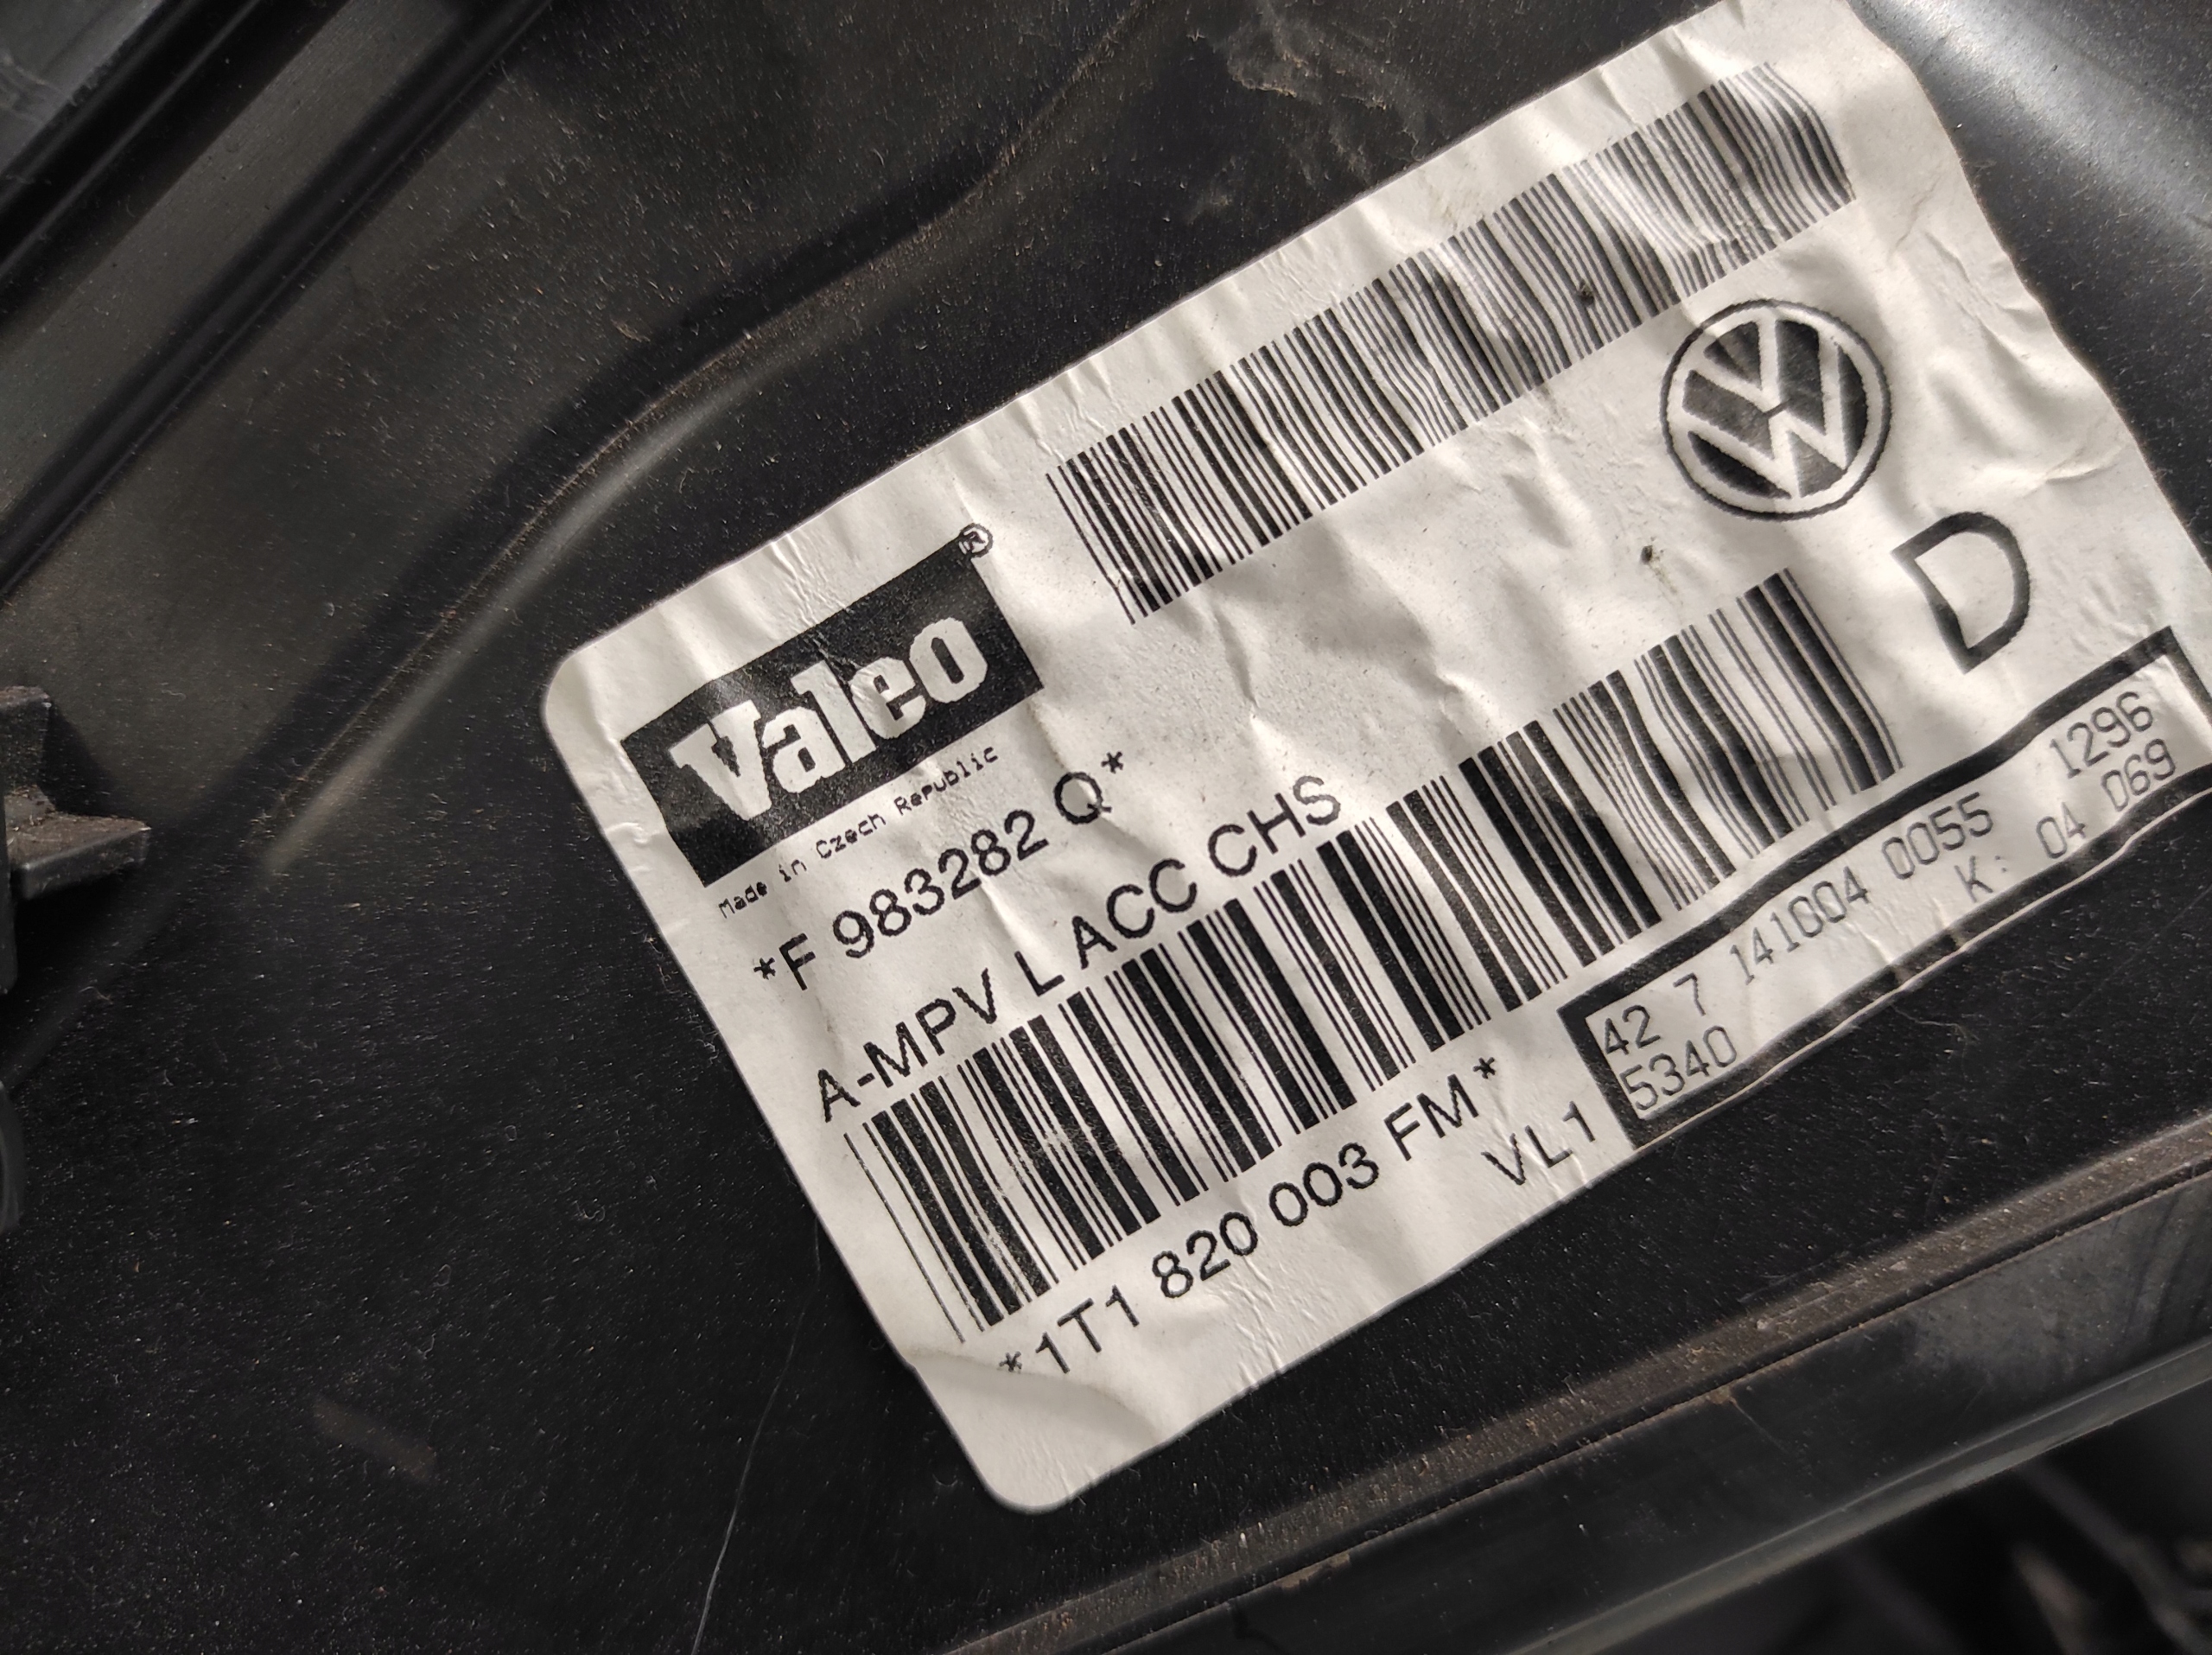 Valeo®
Made in Czech Republic
*F 983282 Q*
A-MPV L ACC CHS
*1T1 820 003 FM*
VL1
D
42 7 141004 0055 1296
5340 K: 04 069